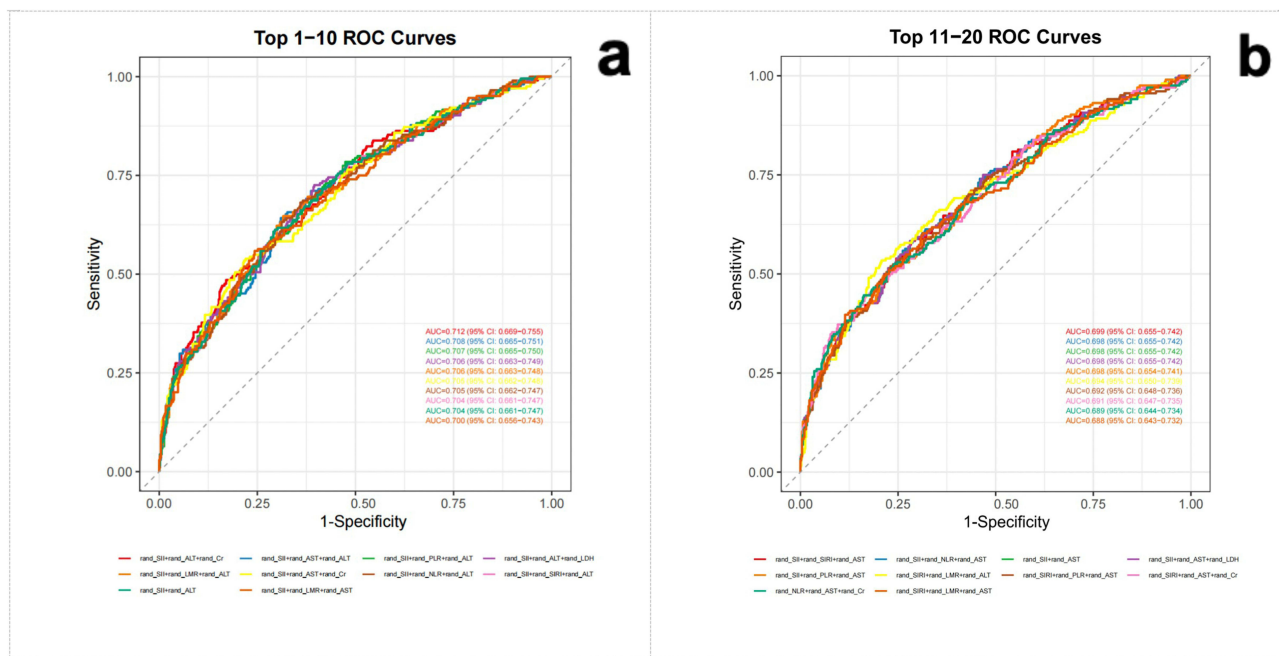 Top 1−10 ROC Curves
a
1.00
0.75
0.50
0.25
0.00
Sensitivity
AUC=0.712 (95% CI: 0.669−0.755)
AUC=0.708 (95% CI: 0.665−0.751)
AUC=0.707 (95% CI: 0.665−0.750)
AUC=0.706 (95% CI: 0.663−0.749)
AUC=0.706 (95% CI: 0.663−0.748)
AUC=0.705 (95% CI: 0.662−0.747)
AUC=0.704 (95% CI: 0.661−0.747)
AUC=0.704 (95% CI: 0.661−0.747)
AUC=0.700 (95% CI: 0.656−0.743)
0.00 0.25 0.50 0.75 1.00
1-Specificity
rand_SII+rand_ALT+rand_Cr rand_SII+rand_AST+rand_ALT rand_SII+rand_PLR+rand_ALT rand_SII+rand_ALT+rand_LDH
rand_SII+rand_LMR+rand_ALT rand_SII+rand_AST+rand_Cr rand_SII+rand_NLR+rand_ALT rand_SII+rand_SIRI+rand_ALT
rand_SII+rand_ALT rand_SII+rand_LMR+rand_AST
Top 11−20 ROC Curves
b
1.00
0.75
0.50
0.25
0.00
Sensitivity
AUC=0.699 (95% CI: 0.655−0.742)
AUC=0.698 (95% CI: 0.655−0.742)
AUC=0.698 (95% CI: 0.655−0.742)
AUC=0.698 (95% CI: 0.655−0.742)
AUC=0.698 (95% CI: 0.654−0.741)
AUC=0.692 (95% CI: 0.648−0.736)
AUC=0.691 (95% CI: 0.647−0.735)
AUC=0.689 (95% CI: 0.644−0.734)
AUC=0.688 (95% CI: 0.643−0.732)
0.00 0.25 0.50 0.75 1.00
1-Specificity
rand_SII+rand_SIRI+rand_AST rand_SII+rand_NLR+rand_AST rand_SII+rand_AST rand_SII+rand_AST+rand_LDH
rand_SII+rand_PLR+rand_AST rand_SIRI+rand_LMR+rand_ALT rand_SIRI+rand_PLR+rand_AST rand_SIRI+rand_AST+rand_Cr
rand_NLR+rand_AST+rand_Cr rand_SIRI+rand_LMR+rand_AST